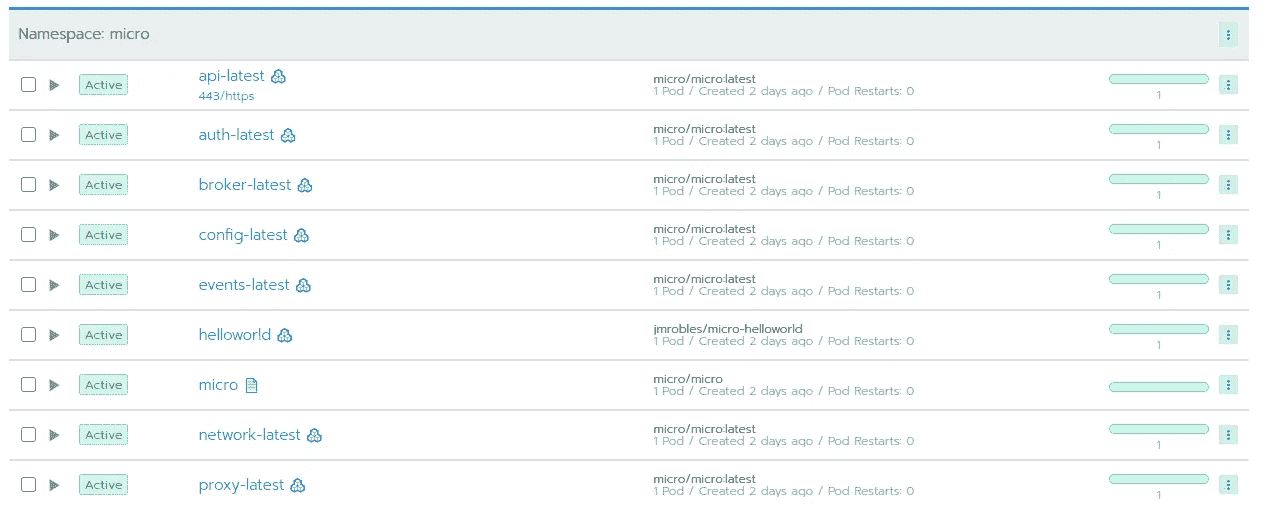 Namespace: micro
Active
api-latest
443/https
micro/micro:latest
1 Pod / Created 2 days ago / Pod Restarts: 0
1
Active
auth-latest
micro/micro:latest
1 Pod / Created 2 days ago / Pod Restarts: 0
1
Active
broker-latest
micro/micro:latest
1 Pod / Created 2 days ago / Pod Restarts: 0
1
Active
config-latest
micro/micro:latest
1 Pod / Created 2 days ago / Pod Restarts: 0
1
Active
events-latest
micro/micro:latest
1 Pod / Created 2 days ago / Pod Restarts: 0
1
Active
helloworld
jmrobles/micro-helloworld
1 Pod / Created 2 days ago / Pod Restarts: 0
1
Active
micro
micro/micro
1 Pod / Created 2 days ago / Pod Restarts: 0
Active
network-latest
micro/micro:latest
1 Pod / Created 2 days ago / Pod Restarts: 0
1
Active
proxy-latest
micro/micro:latest
1 Pod / Created 2 days ago / Pod Restarts: 0
1